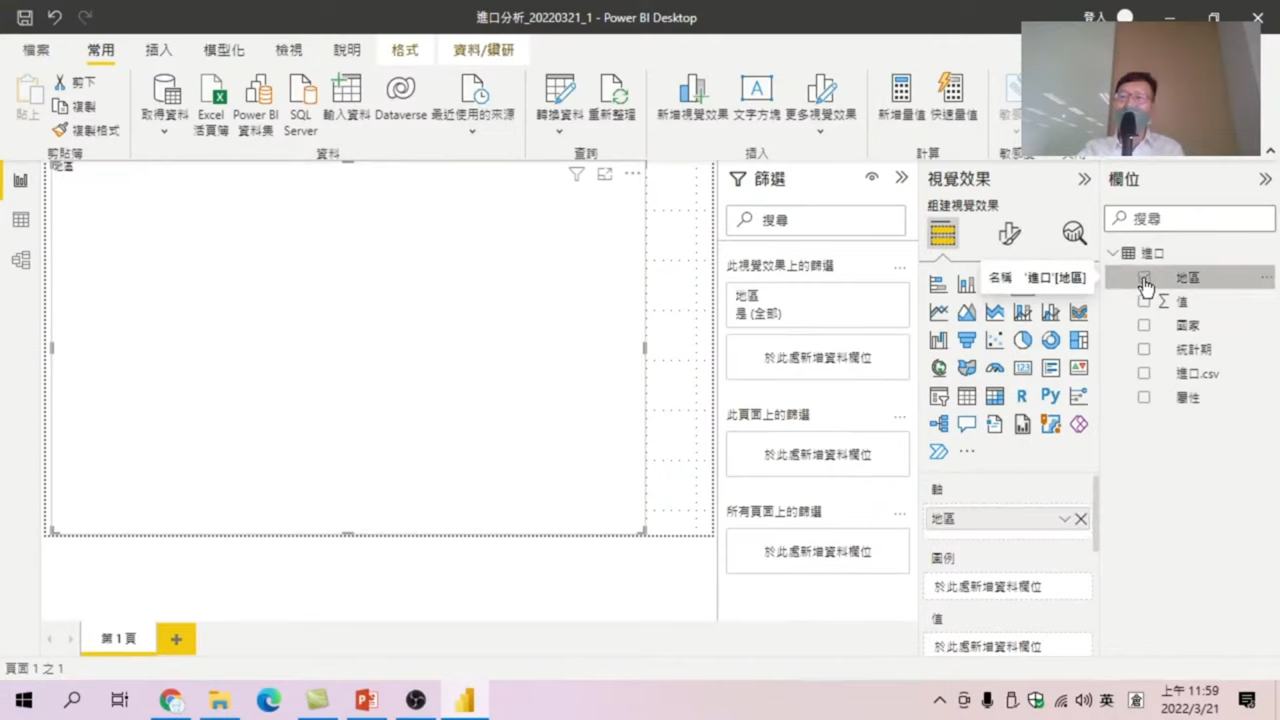 進口分析_20220321_1 - Power BI Desktop
登入
檔案 常用 插入 模型化 檢視 說明 格式 資料/鑽研
貼上
剪下
複製
複製格式
取得資料
Excel
活頁簿
Power BI
資料集
SQL
Server
輸入資料
Dataverse
最近使用的來源
轉換資料
重新整理
新增視覺效果
文字方塊
更多視覺效果
新增量值
快速量值
剪貼簿
資料
查詢
插入
計算
地區
篩選
搜尋
此視覺效果上的篩選
地區
是 (全部)
於此處新增資料欄位
此頁面上的篩選
於此處新增資料欄位
所有頁面上的篩選
於此處新增資料欄位
視覺效果
組建視覺效果
名稱 '進口'[地區]
123
R
Py
軸
地區
圖例
於此處新增資料欄位
值
於此處新增資料欄位
欄位
搜尋
進口
地區
值
國家
統計期
進口.csv
屬性
第 1 頁
頁面 1 之 1
英
倉
上午 11:59
2022/3/21